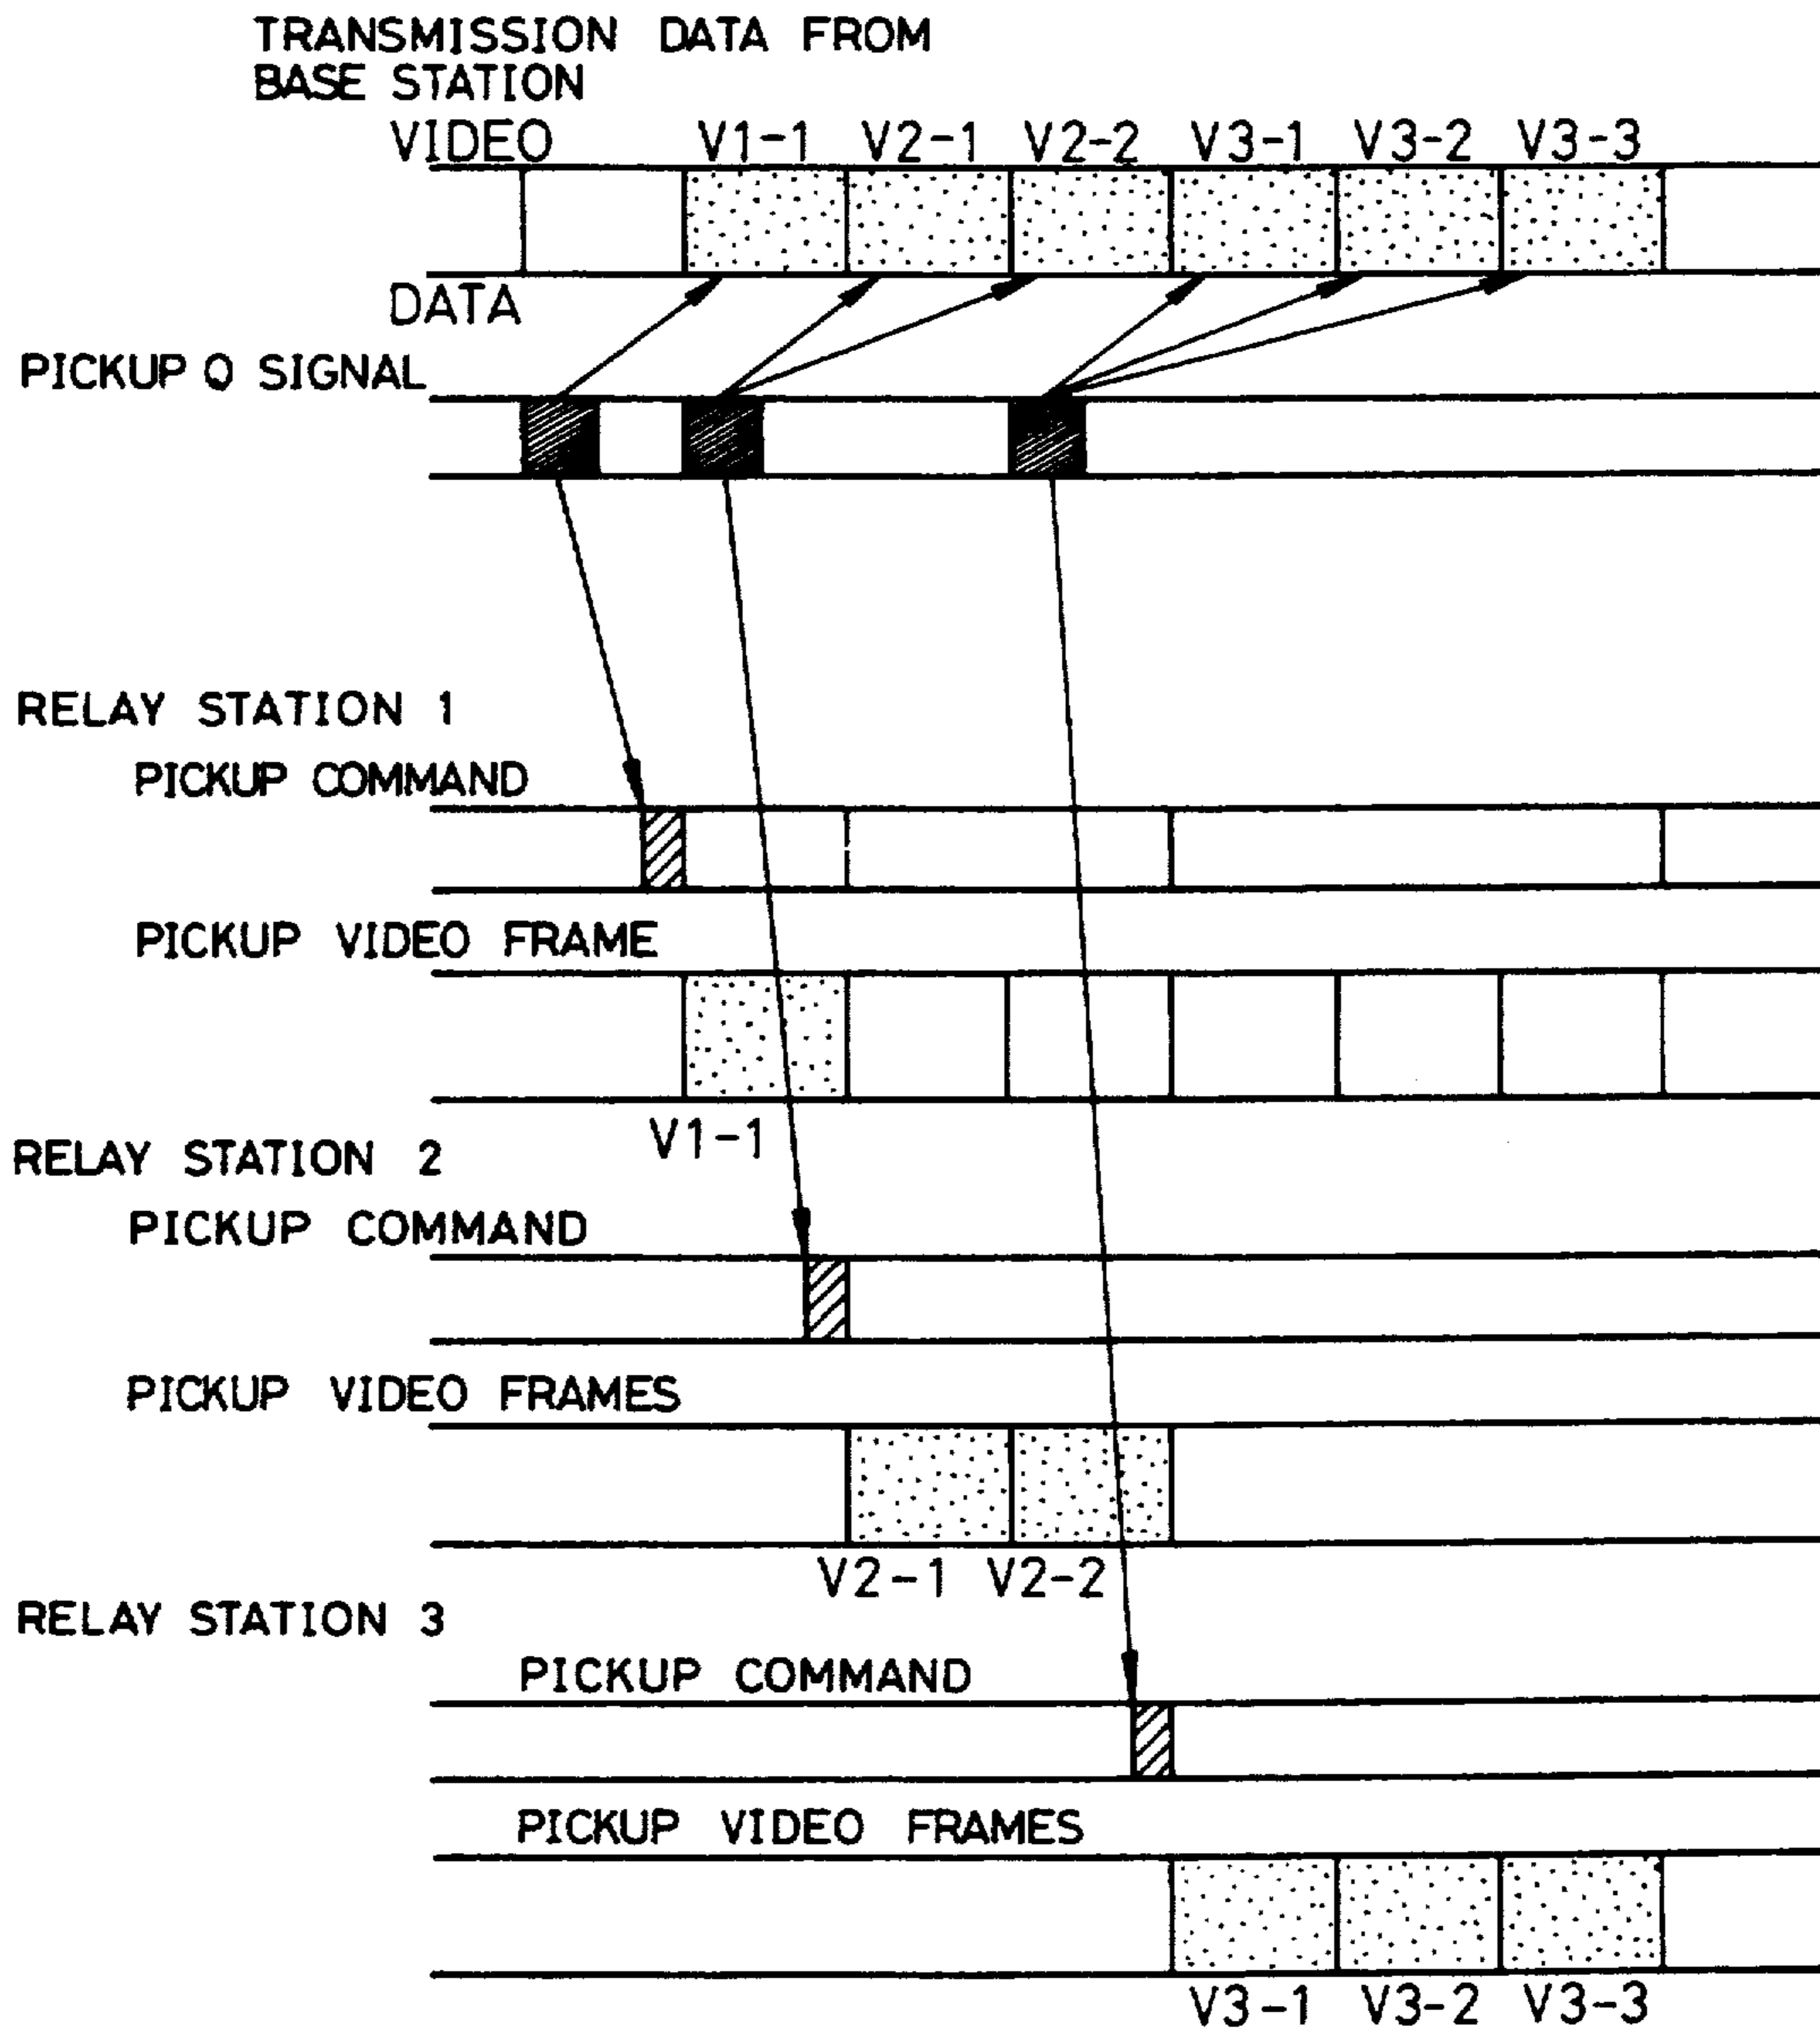 TRANSMISSION DATA FROM
BASE STATION
VIDEO
V1-1 V2-1 V2-2 V3-1 V3-2 V3-3
DATA
PICKUP Q SIGNAL
RELAY STATION 1
PICKUP COMMAND
PICKUP VIDEO FRAME
V1-1
RELAY STATION 2
PICKUP COMMAND
PICKUP VIDEO FRAMES
V2-1 V2-2
RELAY STATION 3
PICKUP COMMAND
PICKUP VIDEO FRAMES
V3-1 V3-2 V3-3